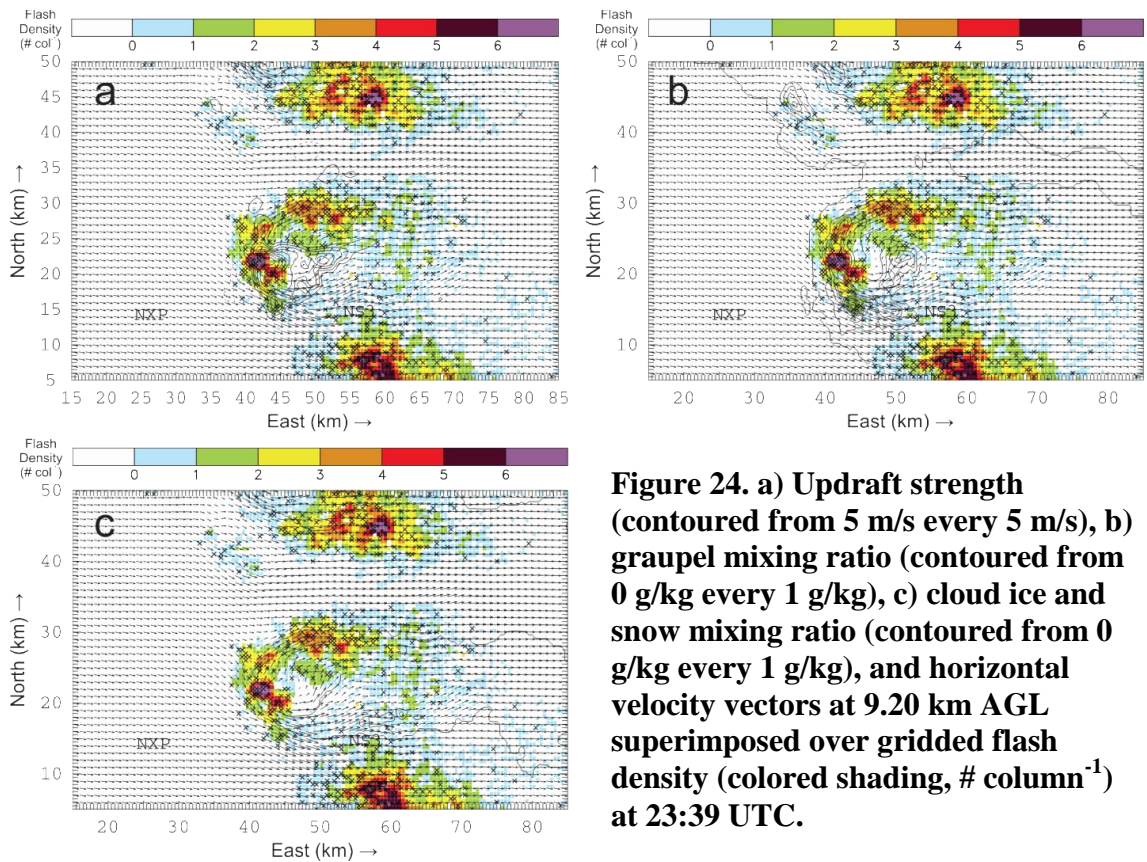 Flash
Density
(# col⁻)
0 1 2 3 4 5 6
a
North (km) →
50
45
40
35
30
25
20
15
10
5
NXP
NS3
15 20 25 30 35 40 45 50 55 60 65 70 75 80 85
East (km) →
Flash
Density
(# col⁻)
0 1 2 3 4 5 6
b
North (km) →
50
40
30
20
10
NXP
NS3
20 30 40 50 60 70 80
East (km) →
Flash
Density
(# col⁻)
0 1 2 3 4 5 6
c
North (km) →
50
40
30
20
10
NXP
20 30 40 50 60 70 80
East (km) →
Figure 24. a) Updraft strength
(contoured from 5 m/s every 5 m/s), b)
graupel mixing ratio (contoured from
0 g/kg every 1 g/kg), c) cloud ice and
snow mixing ratio (contoured from 0
g/kg every 1 g/kg), and horizontal
velocity vectors at 9.20 km AGL
superimposed over gridded flash
density (colored shading, # column⁻¹)
at 23:39 UTC.